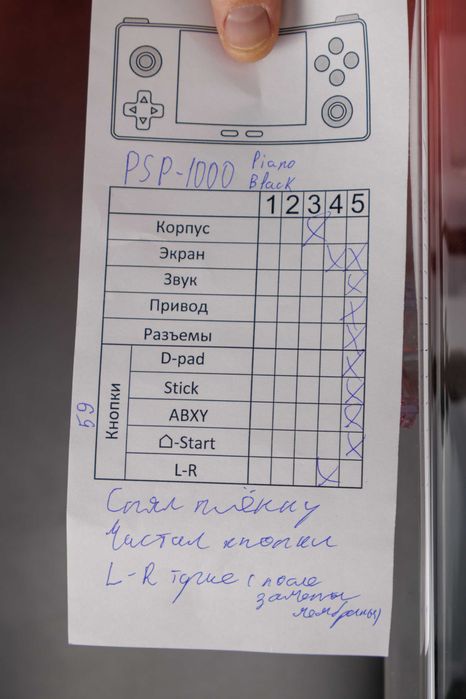 PSP-1000 Piano
Black
1 2 3 4 5
Корпус
Экран
Звук
Привод
Разъемы
Кнопки
D-pad
Stick
ABXY
⌂-Start
L-R
59
Снял плёнку
Чистил кнопки
L-R тугие (после
замены
мембраны)